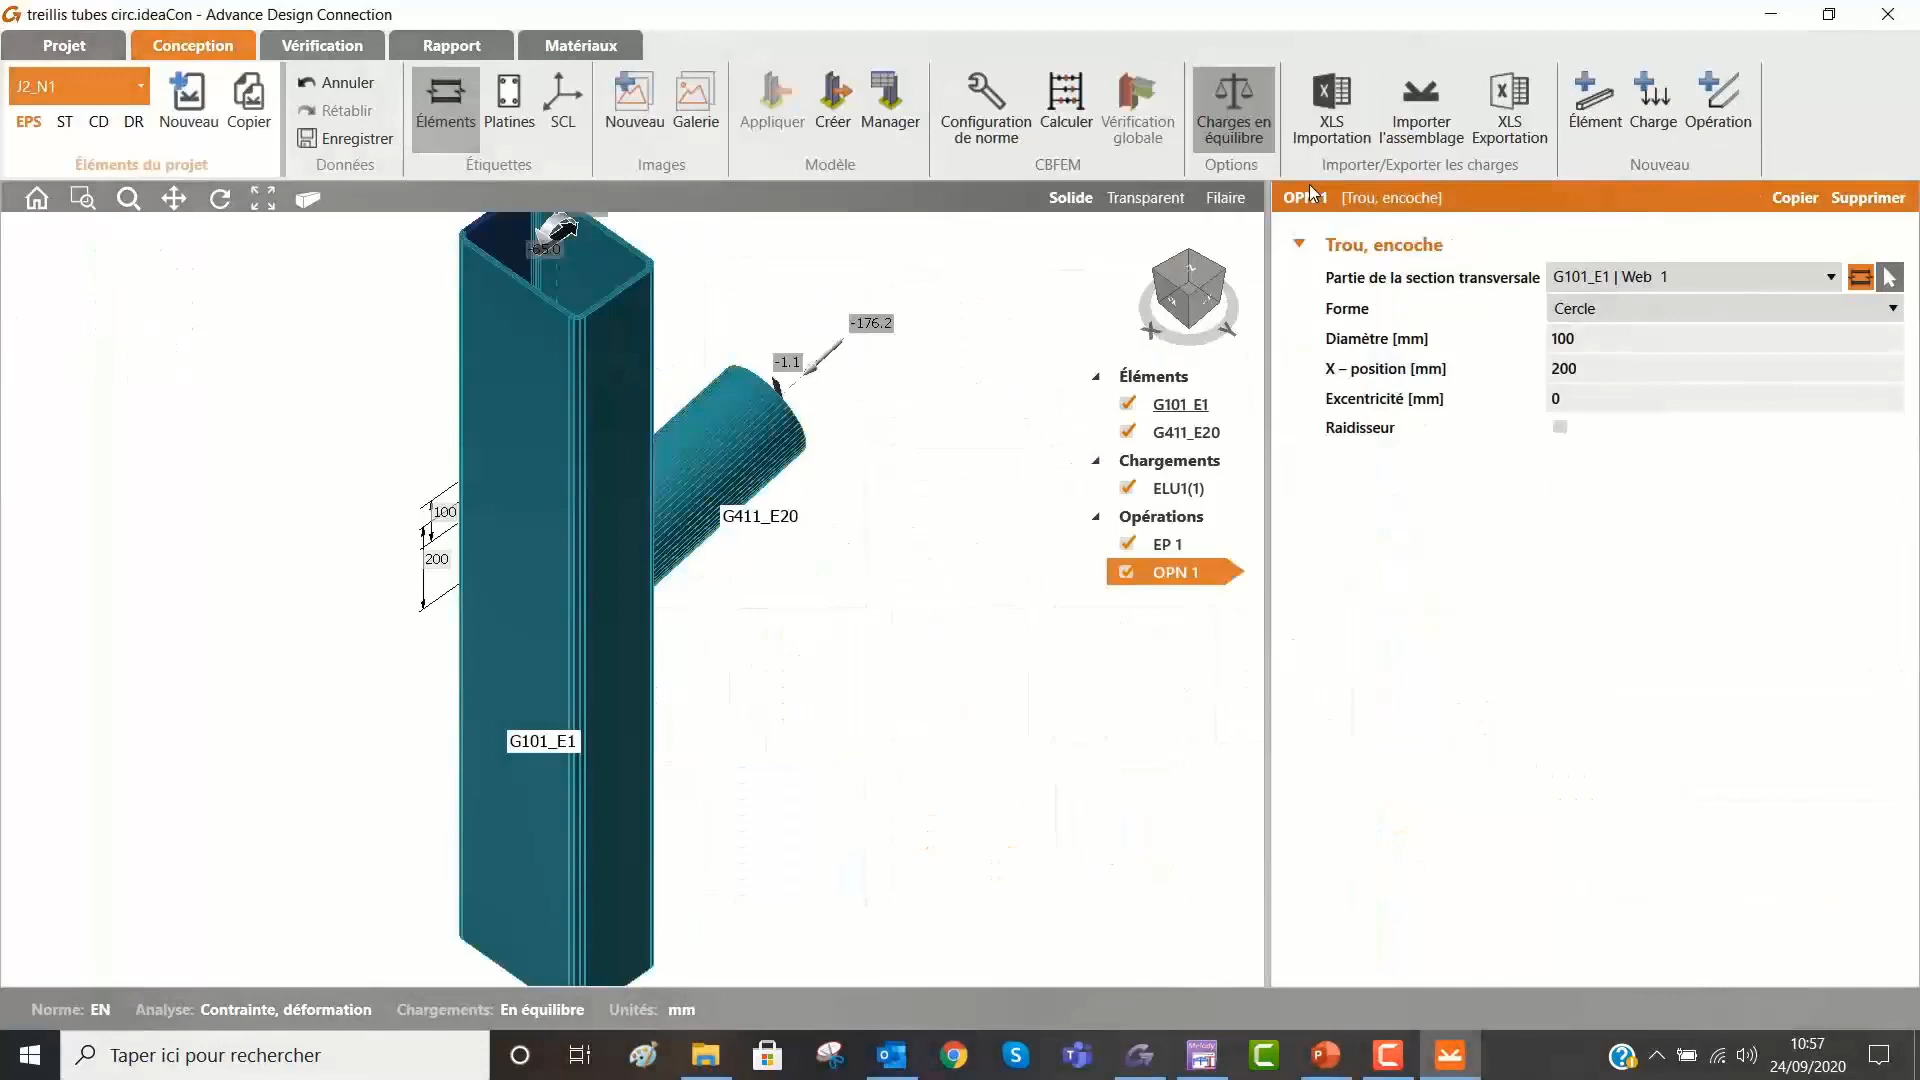 treillis tubes circ.ideaCon - Advance Design Connection
Projet Conception Vérification Rapport Matériaux
J2_N1
EPS ST CD DR
Nouveau Copier
Éléments du projet
Annuler
Rétablir
Enregistrer
Données
Éléments Platines SCL
Étiquettes
Nouveau Galerie
Images
Appliquer Créer Manager
Modèle
Configuration de norme Calculer Vérification globale
CBFEM
Charges en équilibre
Options
XLS Importation Importer l'assemblage XLS Exportation
Importer/Exporter les charges
Élément Charge Opération
Nouveau
Solide Transparent Filaire
[Trou, encoche] Copier Supprimer
-65.0
-176.2
-1.1
100
200
G411_E20
G101_E1
Éléments
G101_E1
G411_E20
Chargements
ELU1(1)
Opérations
EP 1
OPN 1
Trou, encoche
Partie de la section transversale G101_E1 | Web 1
Forme Cercle
Diamètre [mm] 100
X – position [mm] 200
Excentricité [mm] 0
Raidisseur
Norme: EN Analyse: Contrainte, déformation Chargements: En équilibre Unités: mm
Taper ici pour rechercher
10:57
24/09/2020